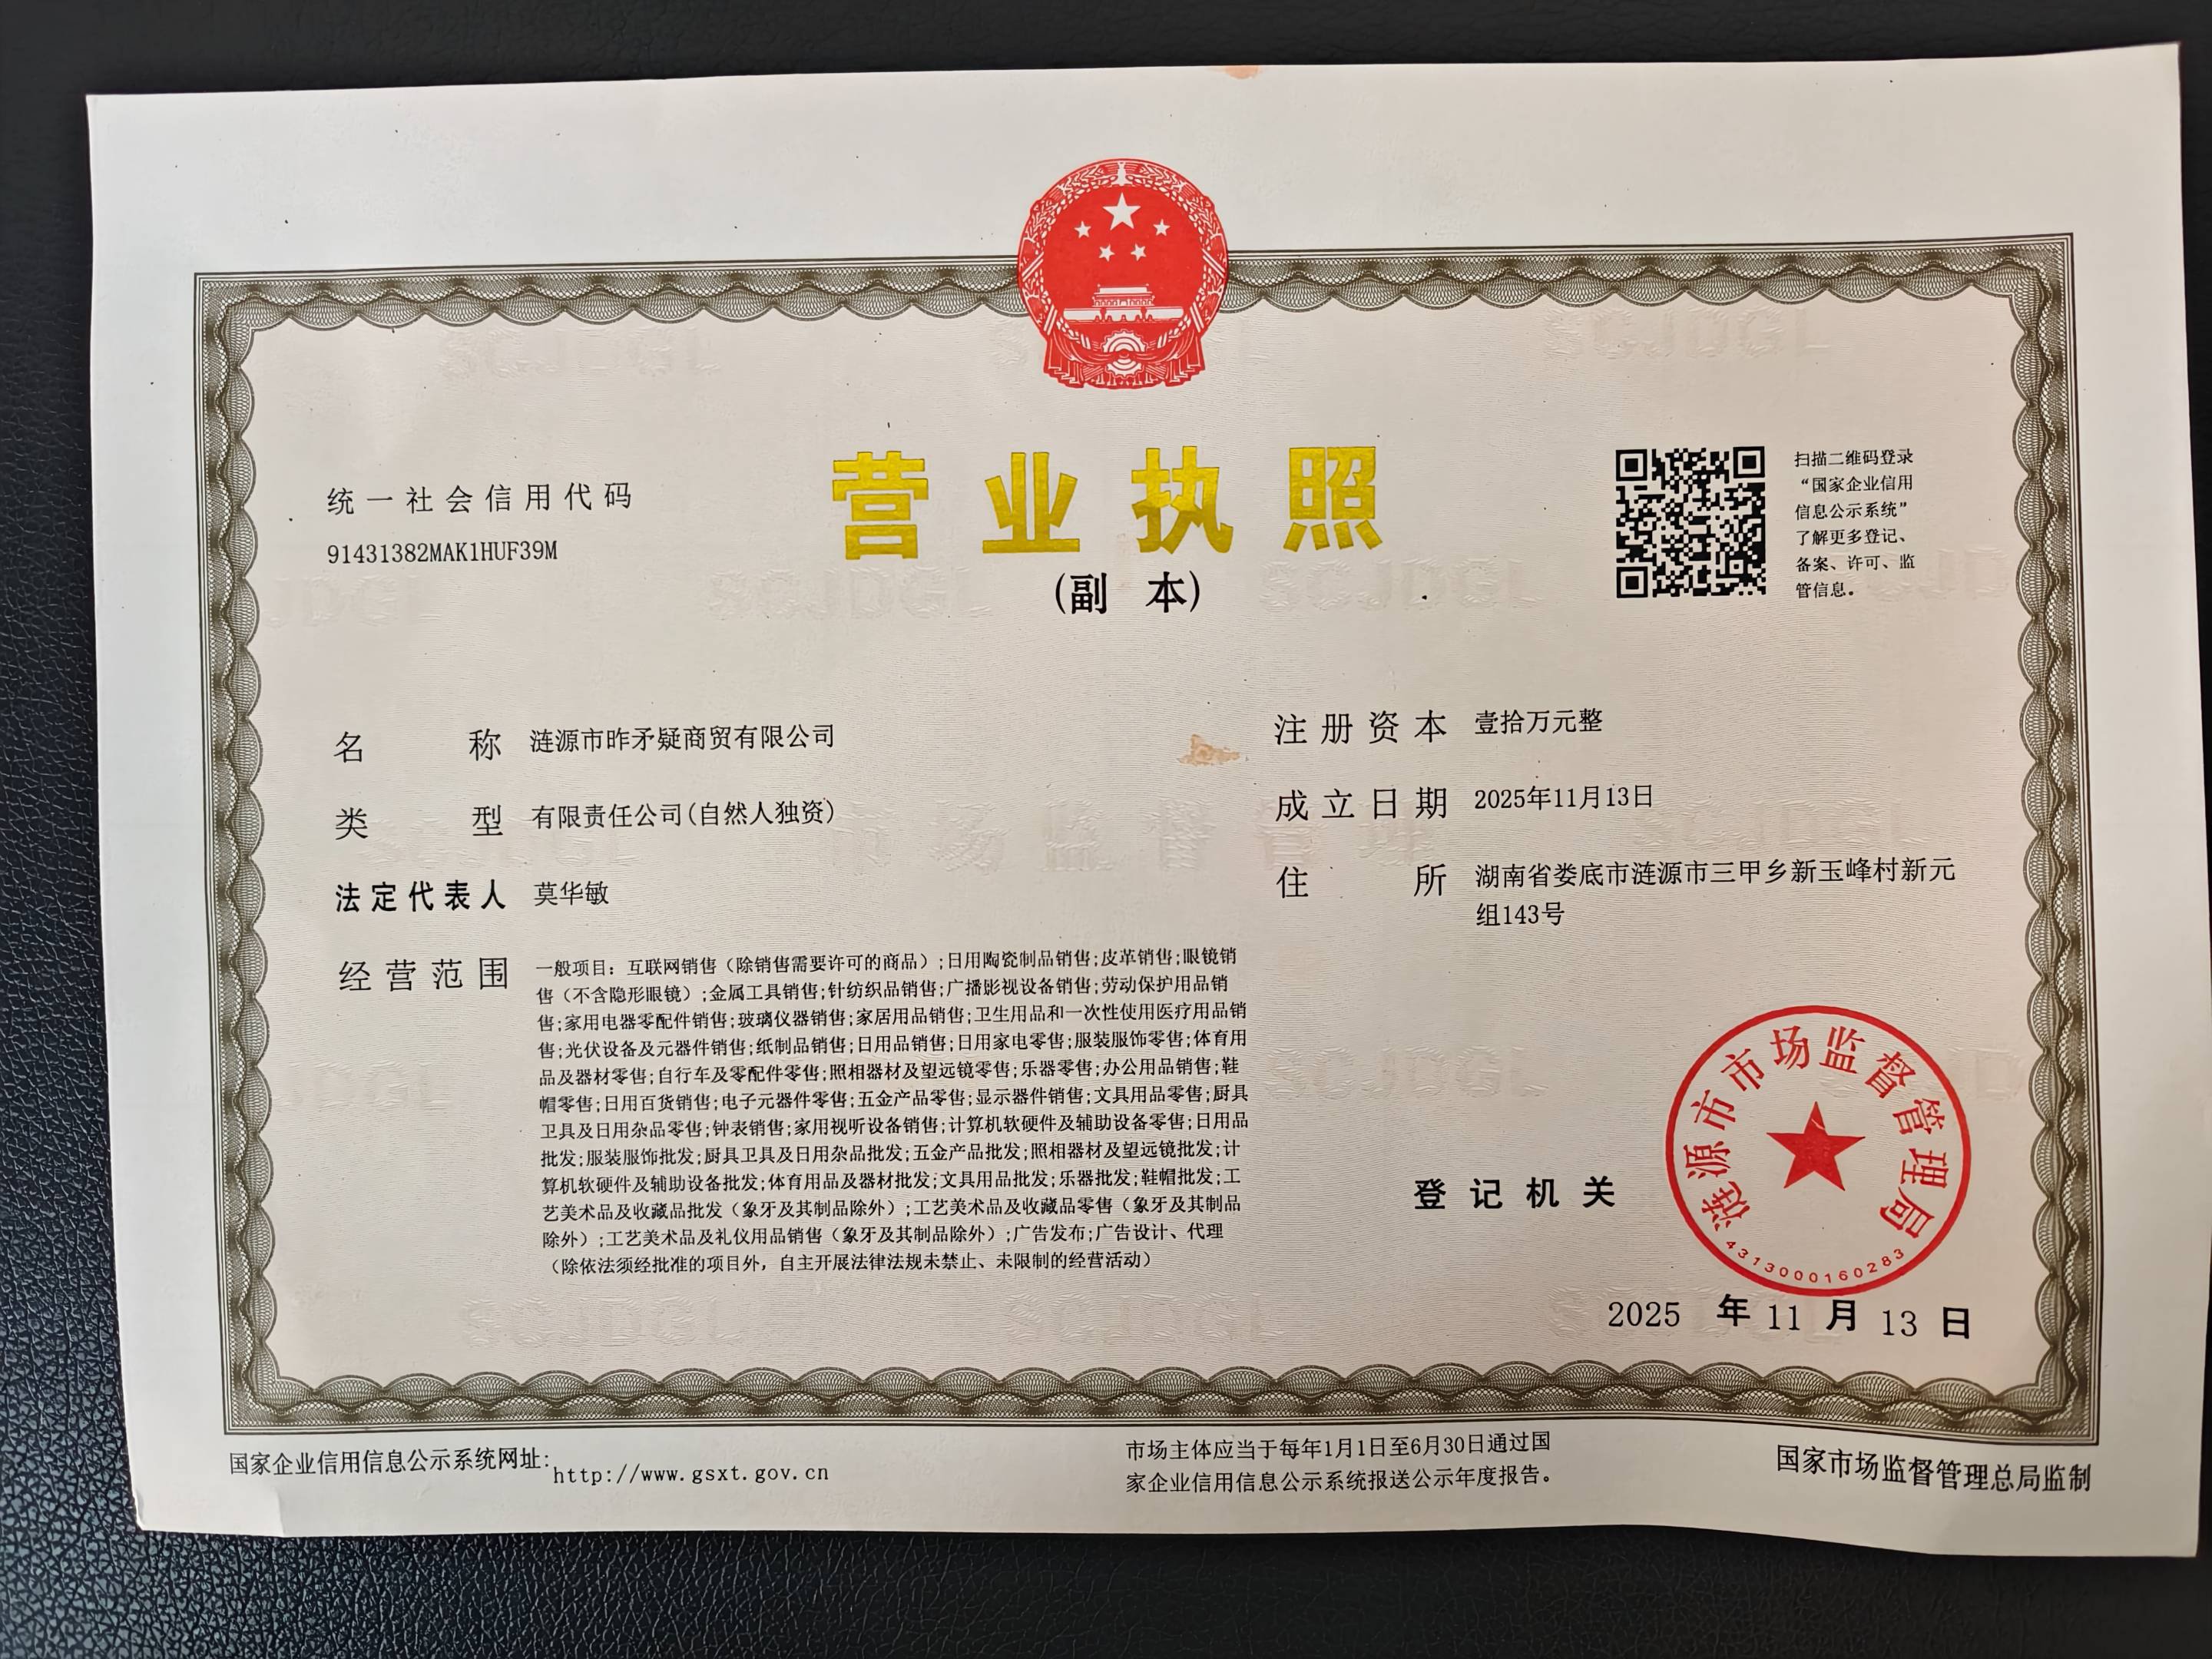 营业执照
(副 本)
统一社会信用代码
91431382MAK1HUF39M
扫描二维码登录
“国家企业信用
信息公示系统”
了解更多登记、
备案、许可、监
管信息。
名 称 涟源市昨矛疑商贸有限公司
类 型 有限责任公司(自然人独资)
法定代表人 莫华敏
经营范围 一般项目：互联网销售（除销售需要许可的商品）;日用陶瓷制品销售;皮革销售;眼镜销
售（不含隐形眼镜）;金属工具销售;针纺织品销售;广播影视设备销售;劳动保护用品销
售;家用电器零配件销售;玻璃仪器销售;家居用品销售;卫生用品和一次性使用医疗用品销
售;光伏设备及元器件销售;纸制品销售;日用品销售;日用家电零售;服装服饰零售;体育用
品及器材零售;自行车及零配件零售;照相器材及望远镜零售;乐器零售;办公用品销售;鞋
帽零售;日用百货销售;电子元器件零售;五金产品零售;显示器件销售;文具用品零售;厨具
卫具及日用杂品零售;钟表销售;家用视听设备销售;计算机软硬件及辅助设备零售;日用品
批发;服装服饰批发;厨具卫具及日用杂品批发;五金产品批发;照相器材及望远镜批发;计
算机软硬件及辅助设备批发;体育用品及器材批发;文具用品批发;乐器批发;鞋帽批发;工
艺美术品及收藏品批发（象牙及其制品除外）;工艺美术品及收藏品零售（象牙及其制品
除外）;工艺美术品及礼仪用品销售（象牙及其制品除外）;广告发布;广告设计、代理
（除依法须经批准的项目外，自主开展法律法规未禁止、未限制的经营活动）
注册资本 壹拾万元整
成立日期 2025年11月13日
住 所 湖南省娄底市涟源市三甲乡新玉峰村新元
组143号
登记机关
涟源市市场监督管理局
4313000160283
2025 年 11 月 13 日
国家企业信用信息公示系统网址：http://www.gsxt.gov.cn
市场主体应当于每年1月1日至6月30日通过国
家企业信用信息公示系统报送公示年度报告。
国家市场监督管理总局监制